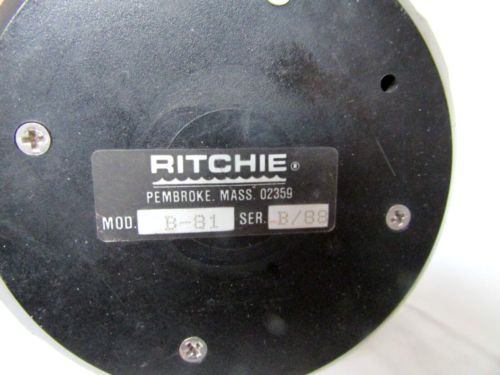 RITCHIE®
PEMBROKE. MASS. 02359
MOD. B-81 SER. B/88